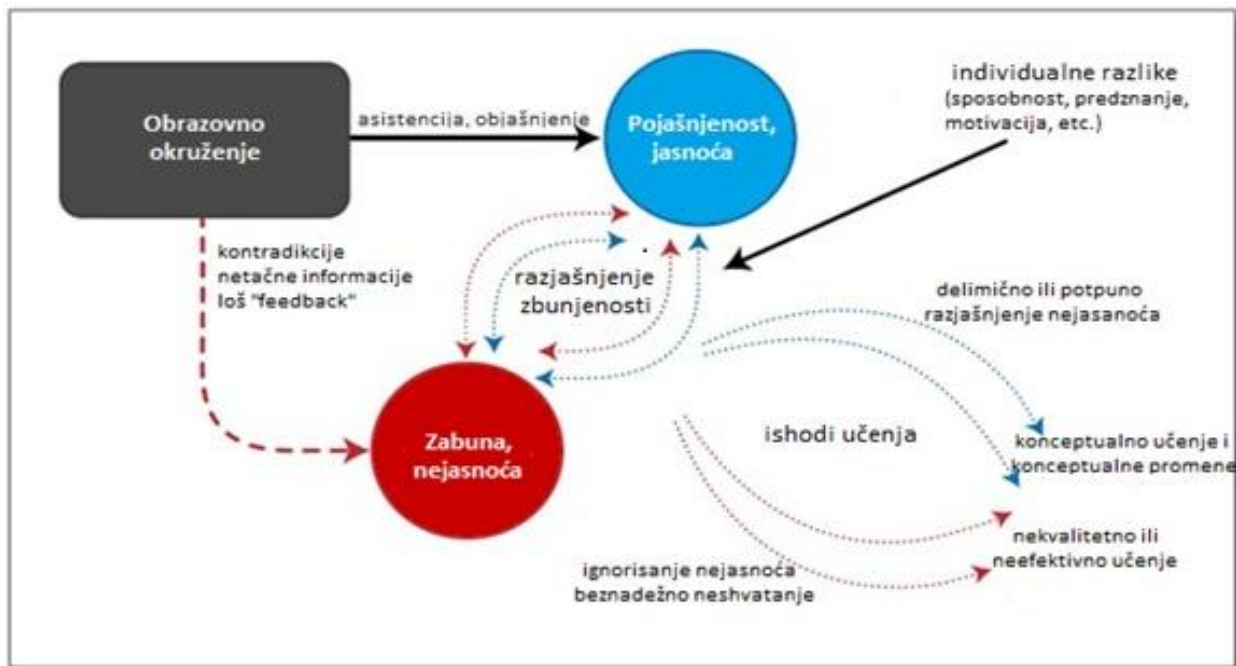 Obrazovno
okruženje
asistencija, objašnjenje
Pojašnjenost,
jasnoća
individualne razlike
(sposobnost, predznanje,
motivacija, etc.)
kontradikcije
netačne informacije
loš "feedback"
razjašnjenje
zbunjenosti
delimično ili potpuno
razjašnjenje nejasanoća
Zabuna,
nejasnoća
ishodi učenja
konceptualno učenje i
konceptualne promene
nekvalitetno ili
neefektivno učenje
ignorisanje nejasnoća
beznadežno neshvatanje